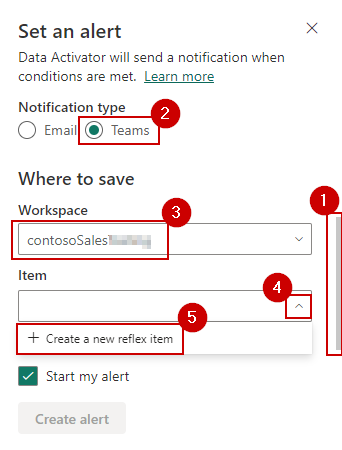 Set an alert
Data Activator will send a notification when
conditions are met. Learn more
Notification type
2
Email Teams
Where to save
1
Workspace
3
contosoSales
Item
4
5
Create a new reflex item
Start my alert
Create alert